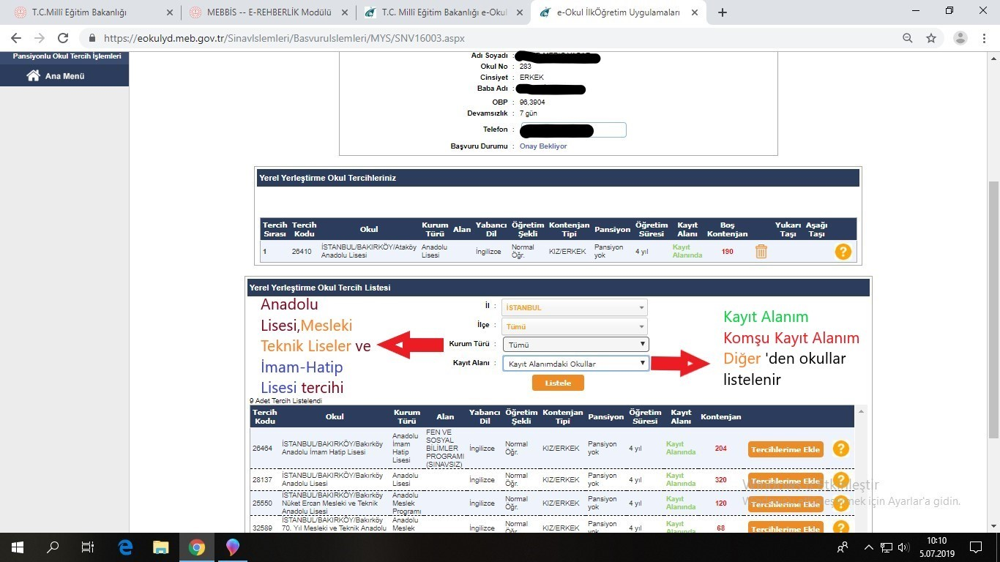 T.C.Millî Eğitim Bakanlığı
MEBBİS -- E-REHBERLİK Modülü
T.C. Millî Eğitim Bakanlığı e-Okul
e-Okul İlkÖğretim Uygulamaları
https://eokulyd.meb.gov.tr/SinavIslemleri/BasvuruIslemleri/MYS/SNV16003.aspx
Pansiyonlu Okul Tercih İşlemleri
Ana Menü
Adı Soyadı :
Okul No : 283
Cinsiyet : ERKEK
Baba Adı :
OBP : 96,3904
Devamsızlık : 7 gün
Telefon :
Başvuru Durumu : Onay Bekliyor
Yerel Yerleştirme Okul Tercihleriniz
Tercih Sırası Tercih Kodu Okul Kurum Türü Alan Yabancı Dil Öğretim Şekli Kontenjan Tipi Pansiyon Öğretim Süresi Kayıt Alanı Boş Kontenjan Yukarı Taşı Aşağı Taşı
1 26410 İSTANBUL/BAKIRKÖY/Ataköy Anadolu Lisesi Anadolu Lisesi İngilizce Normal Öğr. KIZ/ERKEK Pansiyon yok 4 yıl Kayıt Alanında 190 ?
Yerel Yerleştirme Okul Tercih Listesi
Anadolu
Lisesi,Mesleki
Teknik Liseler ve
İmam-Hatip
Lisesi tercihi
İl : İSTANBUL
İlçe : Tümü
Kurum Türü : Tümü
Kayıt Alanı : Kayıt Alanımdaki Okullar
Listele
Kayıt Alanım
Komşu Kayıt Alanım
Diğer 'den okullar
listelenir
9 Adet Tercih Listelendi
Tercih Kodu Okul Kurum Türü Alan Yabancı Dil Öğretim Şekli Kontenjan Tipi Pansiyon Öğretim Süresi Kayıt Alanı Kontenjan
26464 İSTANBUL/BAKIRKÖY/Bakırköy Anadolu İmam Hatip Lisesi Anadolu İmam Hatip Lisesi FEN VE SOSYAL BİLİMLER PROGRAMI (SINAVSIZ) İngilizce Normal Öğr. KIZ/ERKEK Pansiyon yok 4 yıl Kayıt Alanında 204 Tercihlerime Ekle ?
28137 İSTANBUL/BAKIRKÖY/Bakırköy Anadolu Lisesi Anadolu Lisesi İngilizce Normal Öğr. KIZ/ERKEK Pansiyon yok 4 yıl Kayıt Alanında 320 Tercihlerime Ekle ?
25550 İSTANBUL/BAKIRKÖY/Bakırköy Nüket Ercan Mesleki ve Teknik Anadolu Lisesi Anadolu Meslek Programı İngilizce Normal Öğr. KIZ/ERKEK Pansiyon yok 4 yıl Kayıt Alanında 120 Tercihlerime Ekle ?
32589 İSTANBUL/BAKIRKÖY/Bakırköy 70. Yıl Mesleki ve Teknik Anadolu Anadolu Meslek İngilizce Normal Öğr. KIZ/ERKEK Pansiyon yok 4 yıl Kayıt Alanında 68 Tercihlerime Ekle ?
için Ayarlar'a gidin.
10:10
5.07.2019